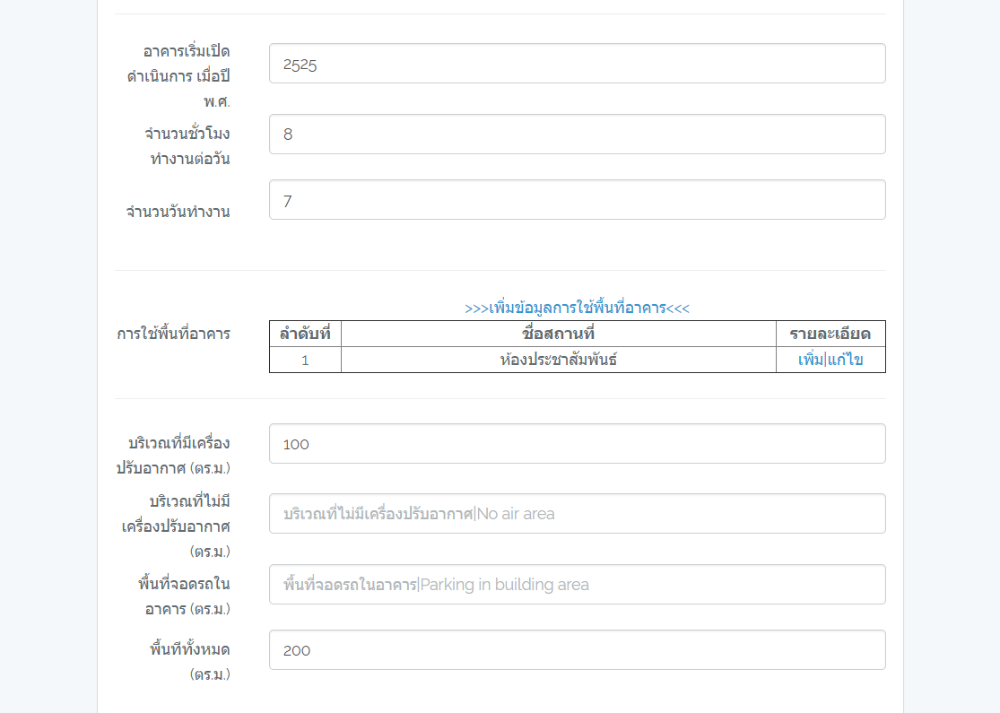 อาคารเริ่มเปิด
ดำเนินการ เมื่อปี
พ.ศ.
2525
จำนวนชั่วโมง
ทำงานต่อวัน
8
จำนวนวันทำงาน
7
>>>เพิ่มข้อมูลการใช้พื้นที่อาคาร<<<
การใช้พื้นที่อาคาร
ลำดับที่ ชื่อสถานที่ รายละเอียด
1 ห้องประชาสัมพันธ์ เพิ่ม|แก้ไข
บริเวณที่มีเครื่อง
ปรับอากาศ (ตร.ม.)
100
บริเวณที่ไม่มี
เครื่องปรับอากาศ
(ตร.ม.)
บริเวณที่ไม่มีเครื่องปรับอากาศ|No air area
พื้นที่จอดรถใน
อาคาร (ตร.ม.)
พื้นที่จอดรถในอาคาร|Parking in building area
พื้นทีทั้งหมด
(ตร.ม.)
200